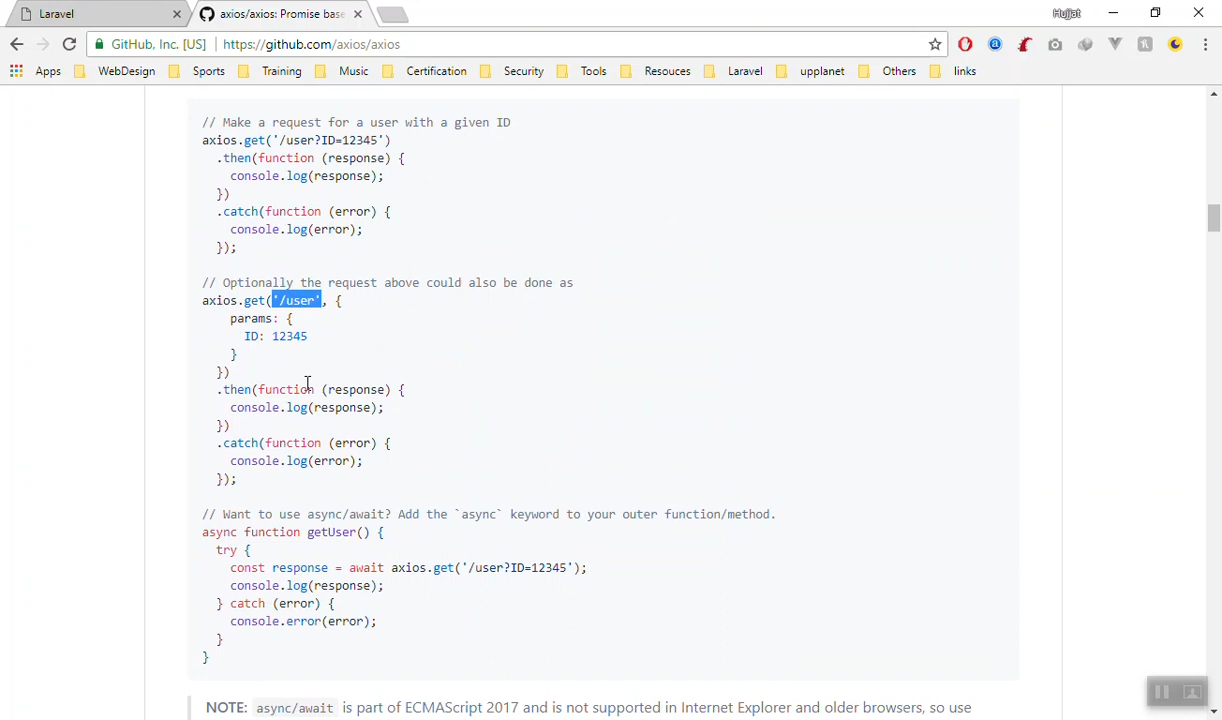 Laravel
axios/axios: Promise base
Hujjat
GitHub, Inc. [US] https://github.com/axios/axios
Apps WebDesign Sports Training Music Certification Security Tools Resouces Laravel upplanet Others links
// Make a request for a user with a given ID
axios.get('/user?ID=12345')
.then(function (response) {
console.log(response);
})
.catch(function (error) {
console.log(error);
});
// Optionally the request above could also be done as
axios.get('/user', {
params: {
ID: 12345
}
})
.then(function (response) {
console.log(response);
})
.catch(function (error) {
console.log(error);
});
// Want to use async/await? Add the `async` keyword to your outer function/method.
async function getUser() {
try {
const response = await axios.get('/user?ID=12345');
console.log(response);
} catch (error) {
console.error(error);
}
}
NOTE: async/await is part of ECMAScript 2017 and is not supported in Internet Explorer and older browsers, so use